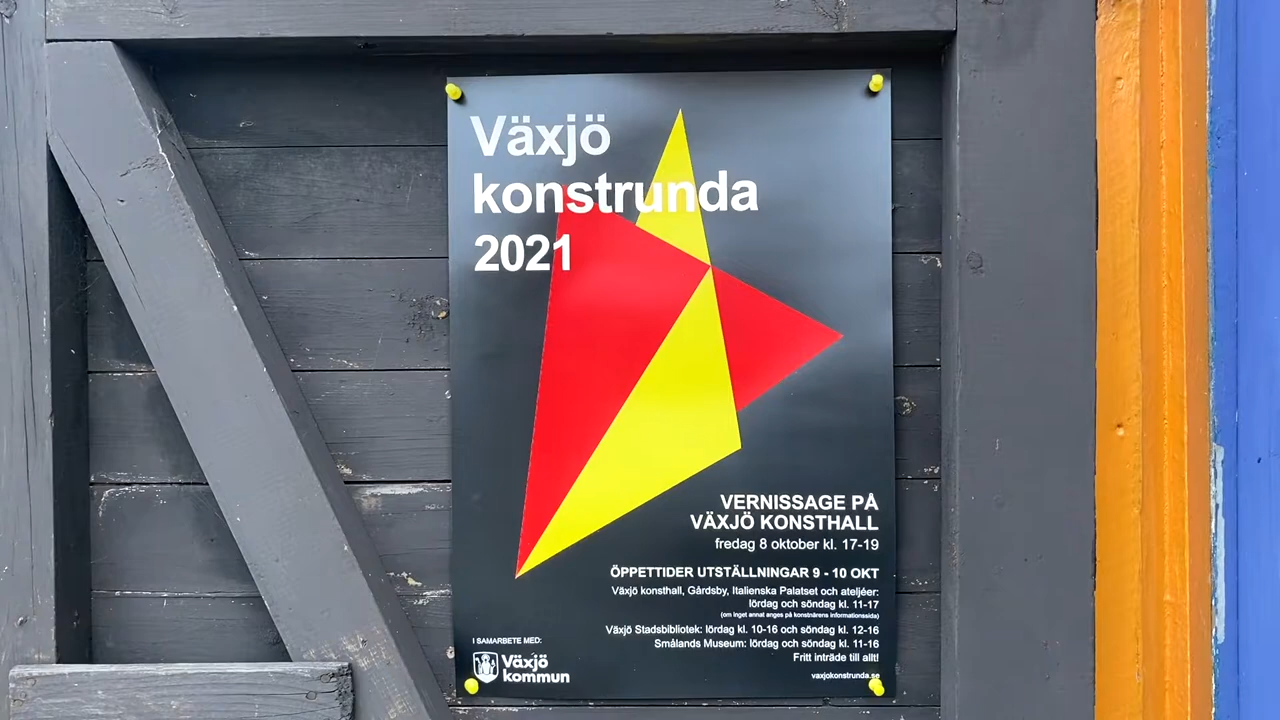 Växjö
konstrunda
2021
VERNISSAGE PÅ
VÄXJÖ KONSTHALL
fredag 8 oktober kl. 17-19
ÖPPETTIDER UTSTÄLLNINGAR 9 - 10 OKT
Växjö konsthall, Gårdsby, Italienska Palatset och ateljéer:
lördag och söndag kl. 11-17
(om inget annat anges på konstnärens informationssida)
Växjö Stadsbibliotek: lördag kl. 10-16 och söndag kl. 12-16
Smålands Museum: lördag och söndag kl. 11-16
Fritt inträde till allt!
vaxjokonstrunda.se
I SAMARBETE MED:
Växjö
kommun